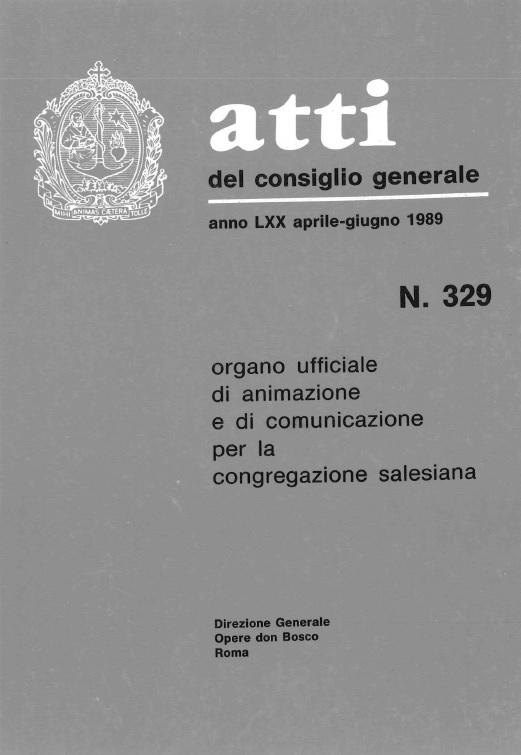 atti
del consiglio generale
anno LXX aprile-giugno 1989
N. 329
organo ufficiale
di animazione
e di comunicazione
per la
congregazione salesiana
Direzione Generale
Opere don Bosco
Roma
DA MIHI ANIMAS CÆTERA TOLLE